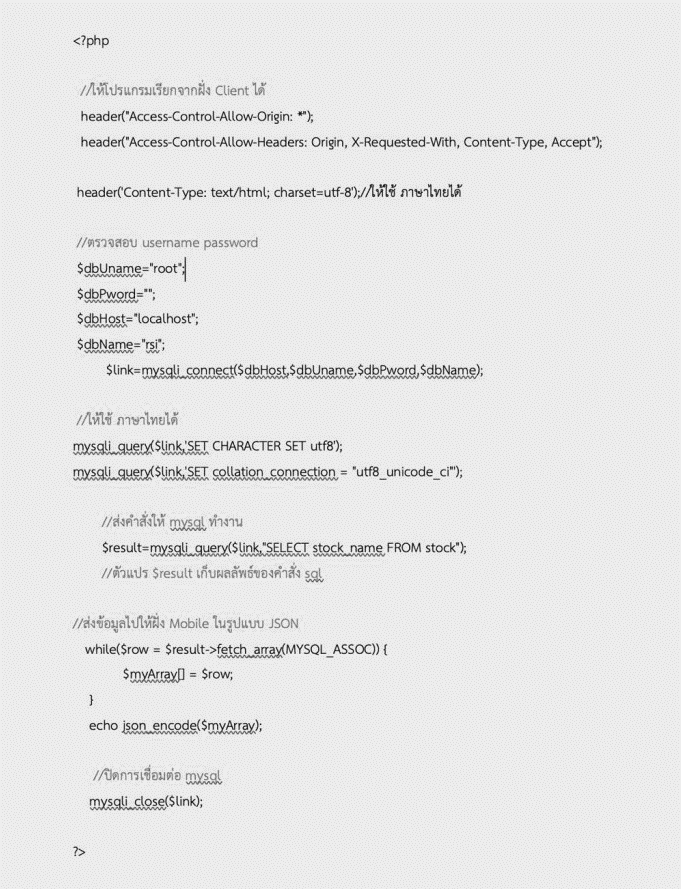 <?php
//ให้โปรแกรมเรียกจากฝั่ง Client ได้
header("Access-Control-Allow-Origin: *");
header("Access-Control-Allow-Headers: Origin, X-Requested-With, Content-Type, Accept");
header('Content-Type: text/html; charset=utf-8');//ให้ใช้ ภาษาไทยได้
//ตรวจสอบ username password
$dbUname="root";
$dbPword="";
$dbHost="localhost";
$dbName="rsi";
$link=mysqli_connect($dbHost,$dbUname,$dbPword,$dbName);
//ให้ใช้ ภาษาไทยได้
mysqli_query($link,'SET CHARACTER SET utf8');
mysqli_query($link,'SET collation_connection = "utf8_unicode_ci"');
//ส่งคำสั่งให้ mysql ทำงาน
$result=mysqli_query($link,"SELECT stock_name FROM stock");
//ตัวแปร $result เก็บผลลัพธ์ของคำสั่ง sql
//ส่งข้อมูลไปให้ฝั่ง Mobile ในรูปแบบ JSON
while($row = $result->fetch_array(MYSQL_ASSOC)) {
$myArray[] = $row;
}
echo json_encode($myArray);
//ปิดการเชื่อมต่อ mysql
mysqli_close($link);
?>